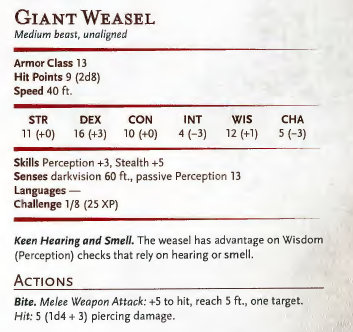 GIANT WEASEL
Medium beast, unaligned
Armor Class 13
Hit Points 9 (2d8)
Speed 40 ft.
STR DEX CON INT WIS CHA
11 (+0) 16 (+3) 10 (+0) 4 (−3) 12 (+1) 5 (−3)
Skills Perception +3, Stealth +5
Senses darkvision 60 ft., passive Perception 13
Languages —
Challenge 1/8 (25 XP)
Keen Hearing and Smell. The weasel has advantage on Wisdom
(Perception) checks that rely on hearing or smell.
ACTIONS
Bite. Melee Weapon Attack: +5 to hit, reach 5 ft., one target.
Hit: 5 (1d4 + 3) piercing damage.